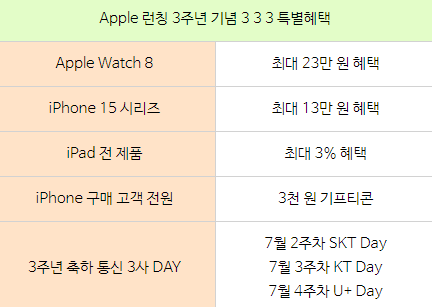 Apple 런칭 3주년 기념 3 3 3 특별혜택
Apple Watch 8
최대 23만 원 혜택
iPhone 15 시리즈
최대 13만 원 혜택
iPad 전 제품
최대 3% 혜택
iPhone 구매 고객 전원
3천 원 기프티콘
3주년 축하 통신 3사 DAY
7월 2주차 SKT Day
7월 3주차 KT Day
7월 4주차 U+ Day